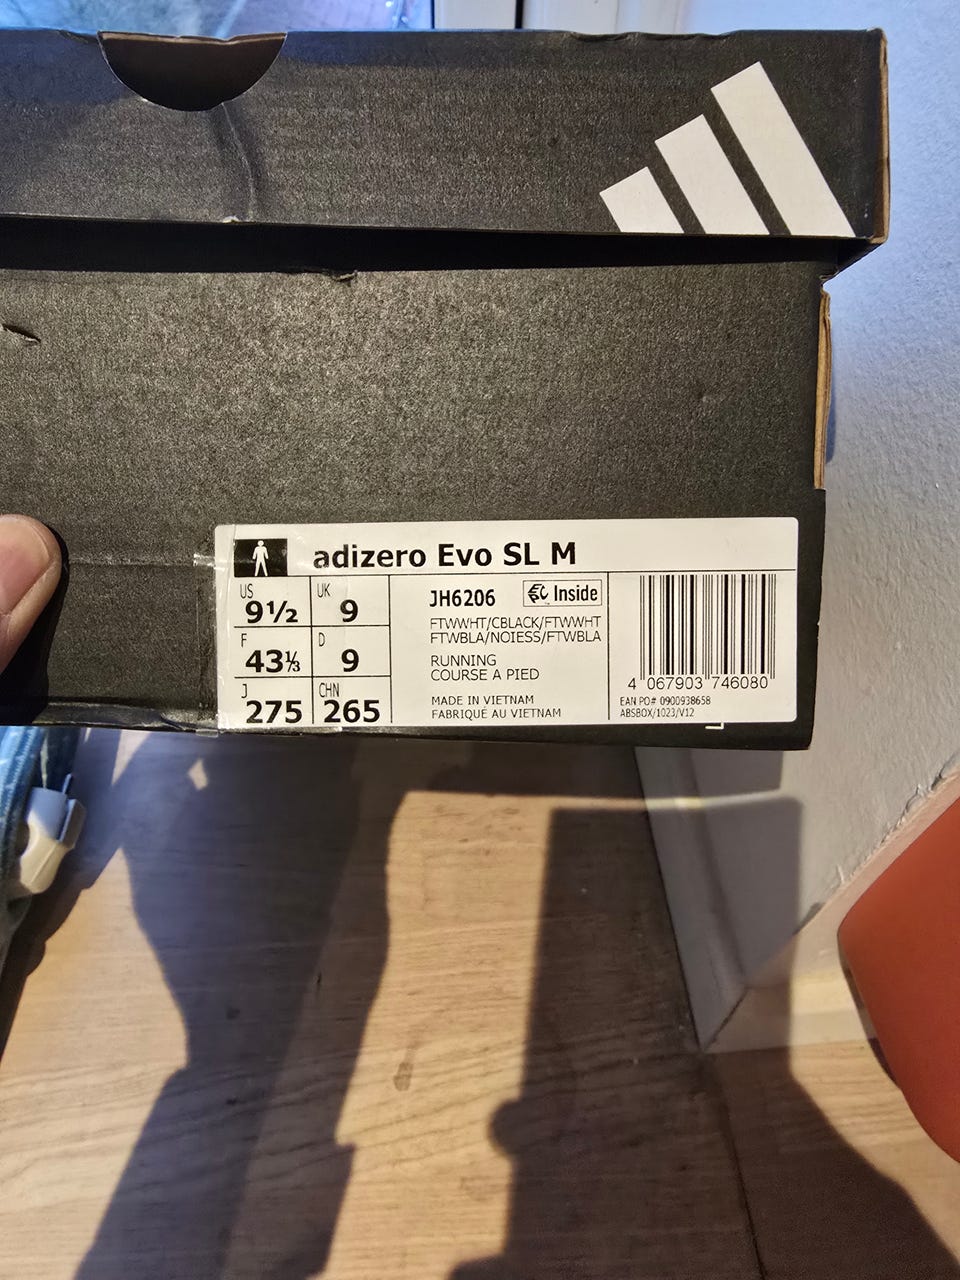 adizero Evo SL M
US UK
9½ 9
F D
43⅓ 9
J CHN
275 265
JH6206 Inside
FTWWHT/CBLACK/FTWWHT
FTWBLA/NOIESS/FTWBLA
RUNNING
COURSE A PIED
MADE IN VIETNAM
FABRIQUÉ AU VIETNAM
4 067903 746080
EAN PO# 0900938658
ABSBOX/1023/V12